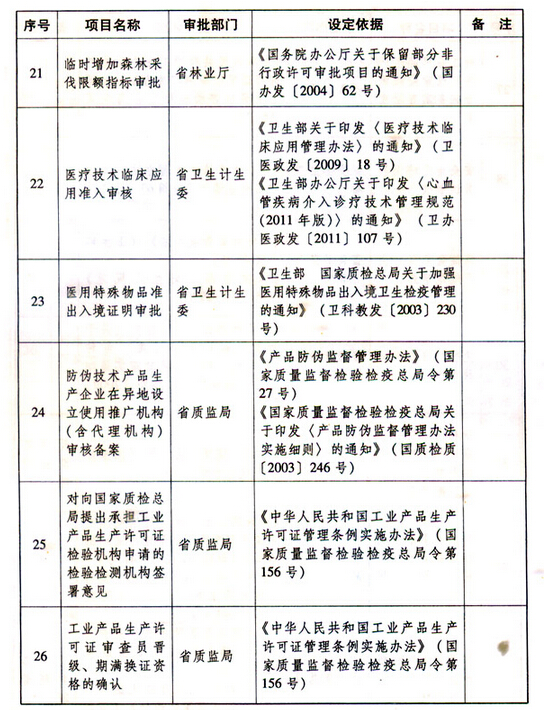 序号 项目名称 审批部门 设定依据 备 注
21
临时增加森林采
伐限额指标审批
省林业厅
《国务院办公厅关于保留部分非
行政许可审批项目的通知》（国
办发〔2004〕62 号）
22
医疗技术临床应
用准入审核
省卫生计生
委
《卫生部关于印发〈医疗技术临
床应用管理办法〉的通知》（卫
医政发〔2009〕18 号）
《卫生部办公厅关于印发〈心血
管疾病介入诊疗技术管理规范
(2011 年版)〉的通知》（卫办
医政发〔2011〕107 号）
23
医用特殊物品准
出入境证明审批
省卫生计生
委
《卫生部 国家质检总局关于加强
医用特殊物品出入境卫生检疫管理
的通知》（卫科教发〔2003〕230
号）
24
防伪技术产品生
产企业在异地设
立使用推广机构
（含代理机构）
审核备案
省质监局
《产品防伪监督管理办法》（国
家质量监督检验检疫总局令第
27 号）
《国家质量监督检验检疫总局关
于印发〈产品防伪监督管理办法
实施细则〉的通知》（国质检质
〔2003〕246 号）
25
对向国家质检总
局提出承担工业
产品生产许可证
检验机构申请的
检验检测机构签
署意见
省质监局
《中华人民共和国工业产品生产
许可证管理条例实施办法》（国
家质量监督检验检疫总局令第
156 号）
26
工业产品生产许
可证审查员晋
级、期满换证资
格的确认
省质监局
《中华人民共和国工业产品生产
许可证管理条例实施办法》（国
家质量监督检验检疫总局令第
156 号）